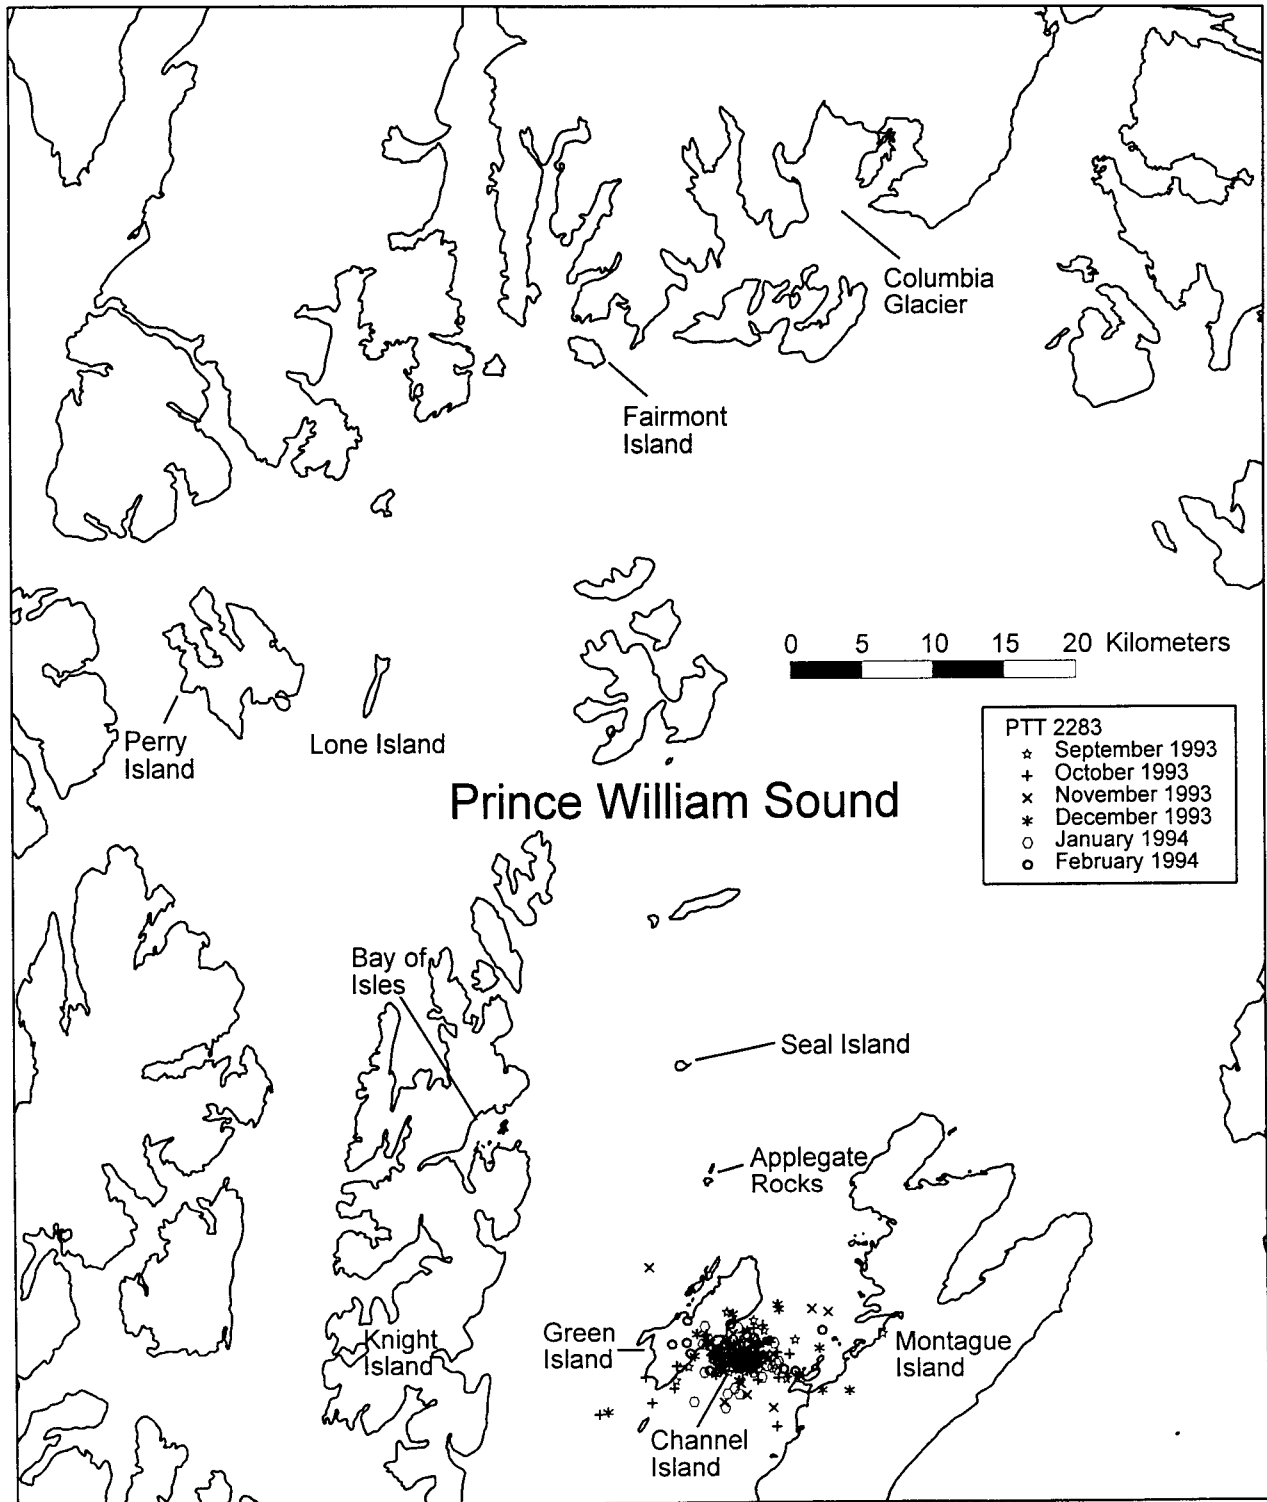 Columbia
Glacier
Fairmont
Island
0 5 10 15 20 Kilometers
Perry
Island
Lone Island
PTT 2283
September 1993
October 1993
November 1993
December 1993
January 1994
February 1994
Prince William Sound
Bay of
Isles
Seal Island
Applegate
Rocks
Green
Island
Knight
Island
Montague
Island
Channel
Island